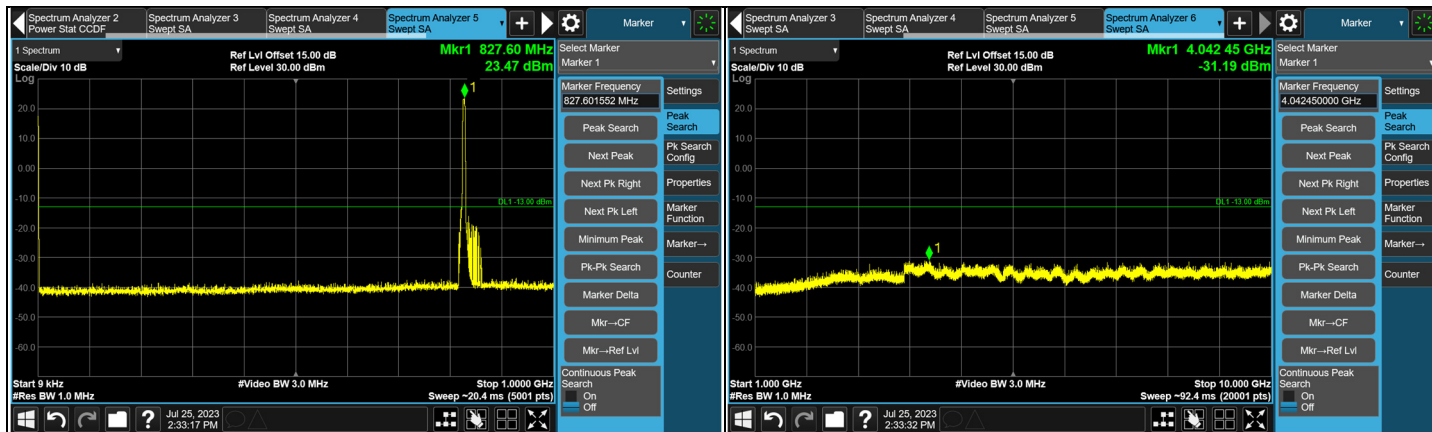 Spectrum Analyzer 2
Power Stat CCDF
Spectrum Analyzer 3
Swept SA
Spectrum Analyzer 4
Swept SA
Spectrum Analyzer 5
Swept SA
Marker
1 Spectrum
Scale/Div 10 dB
Log
Ref Lvl Offset 15.00 dB
Ref Level 30.00 dBm
Mkr1 827.60 MHz
23.47 dBm
1
20.0
10.0
0.00
-10.0
-20.0
-30.0
-40.0
-50.0
-60.0
DL1 -13.00 dBm
Start 9 kHz
#Res BW 1.0 MHz
#Video BW 3.0 MHz
Stop 1.0000 GHz
Sweep ~20.4 ms (5001 pts)
Select Marker
Marker 1
Marker Frequency
827.601552 MHz
Peak Search
Next Peak
Next Pk Right
Next Pk Left
Minimum Peak
Pk-Pk Search
Marker Delta
Mkr→CF
Mkr→Ref Lvl
Continuous Peak
Search
On
Off
Settings
Peak
Search
Pk Search
Config
Properties
Marker
Function
Marker→
Counter
?
Jul 25, 2023
2:33:17 PM
Spectrum Analyzer 3
Swept SA
Spectrum Analyzer 4
Swept SA
Spectrum Analyzer 5
Swept SA
Spectrum Analyzer 6
Swept SA
Marker
1 Spectrum
Scale/Div 10 dB
Log
Ref Lvl Offset 15.00 dB
Ref Level 30.00 dBm
Mkr1 4.042 45 GHz
-31.19 dBm
1
20.0
10.0
0.00
-10.0
-20.0
-30.0
-40.0
-50.0
-60.0
DL1 -13.00 dBm
Start 1.000 GHz
#Res BW 1.0 MHz
#Video BW 3.0 MHz
Stop 10.000 GHz
Sweep ~92.4 ms (20001 pts)
Select Marker
Marker 1
Marker Frequency
4.042450000 GHz
Peak Search
Next Peak
Next Pk Right
Next Pk Left
Minimum Peak
Pk-Pk Search
Marker Delta
Mkr→CF
Mkr→Ref Lvl
Continuous Peak
Search
On
Off
Settings
Peak
Search
Pk Search
Config
Properties
Marker
Function
Marker→
Counter
?
Jul 25, 2023
2:33:32 PM